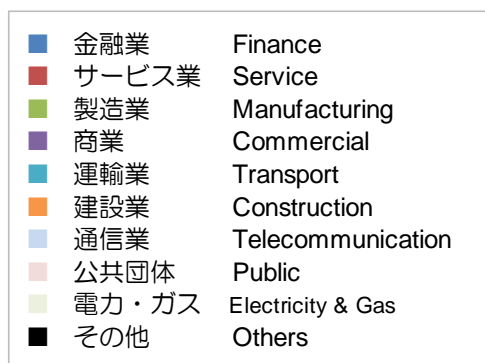 金融業 Finance
サービス業 Service
製造業 Manufacturing
商業 Commercial
運輸業 Transport
建設業 Construction
通信業 Telecommunication
公共団体 Public
電力・ガス Electricity & Gas
その他 Others